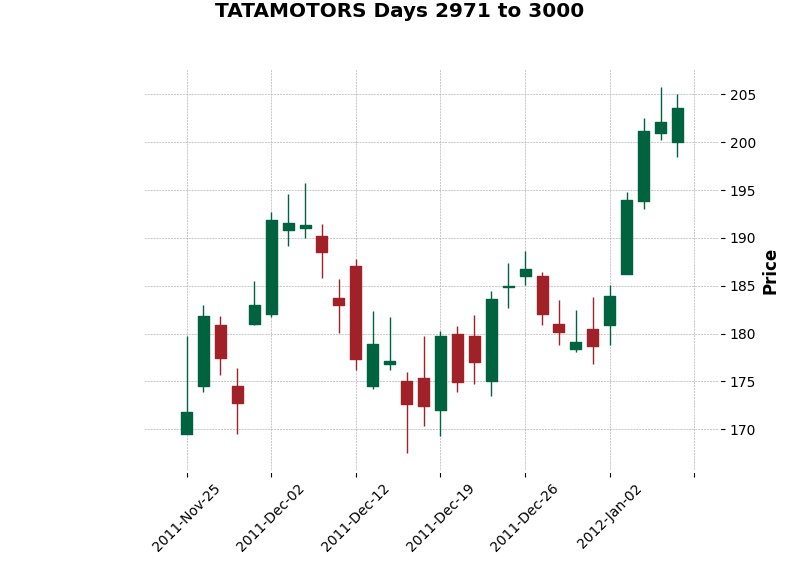 TATAMOTORS Days 2971 to 3000
205
200
195
190
185
180
175
170
Price
2011-Nov-25
2011-Dec-02
2011-Dec-12
2011-Dec-19
2011-Dec-26
2012-Jan-02